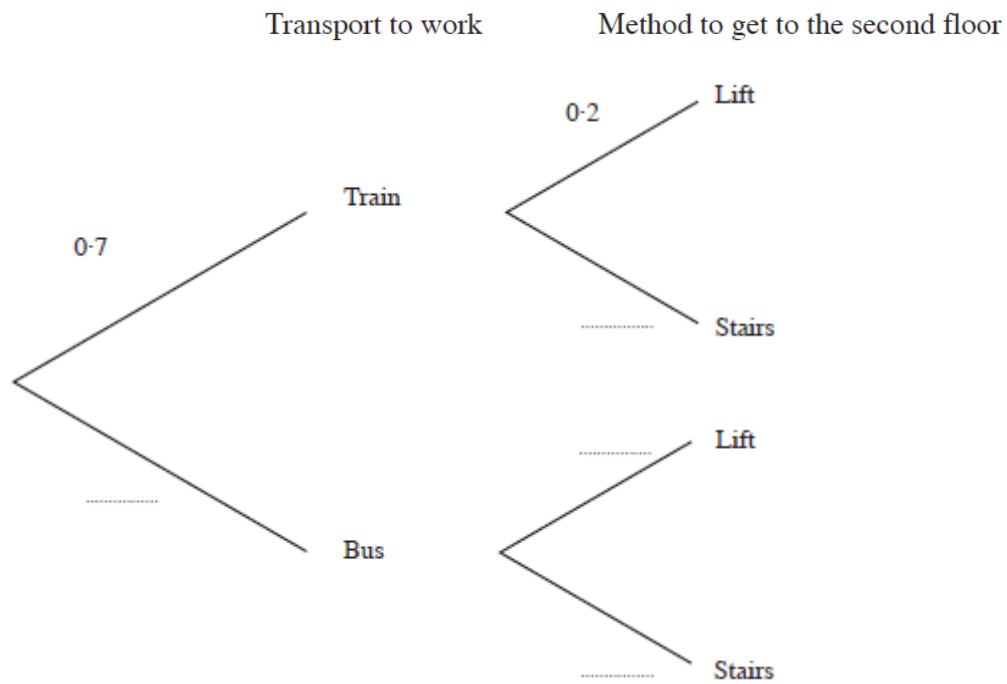 Transport to work Method to get to the second floor
Lift
0·2
Train
0·7
Stairs
Lift
Bus
Stairs